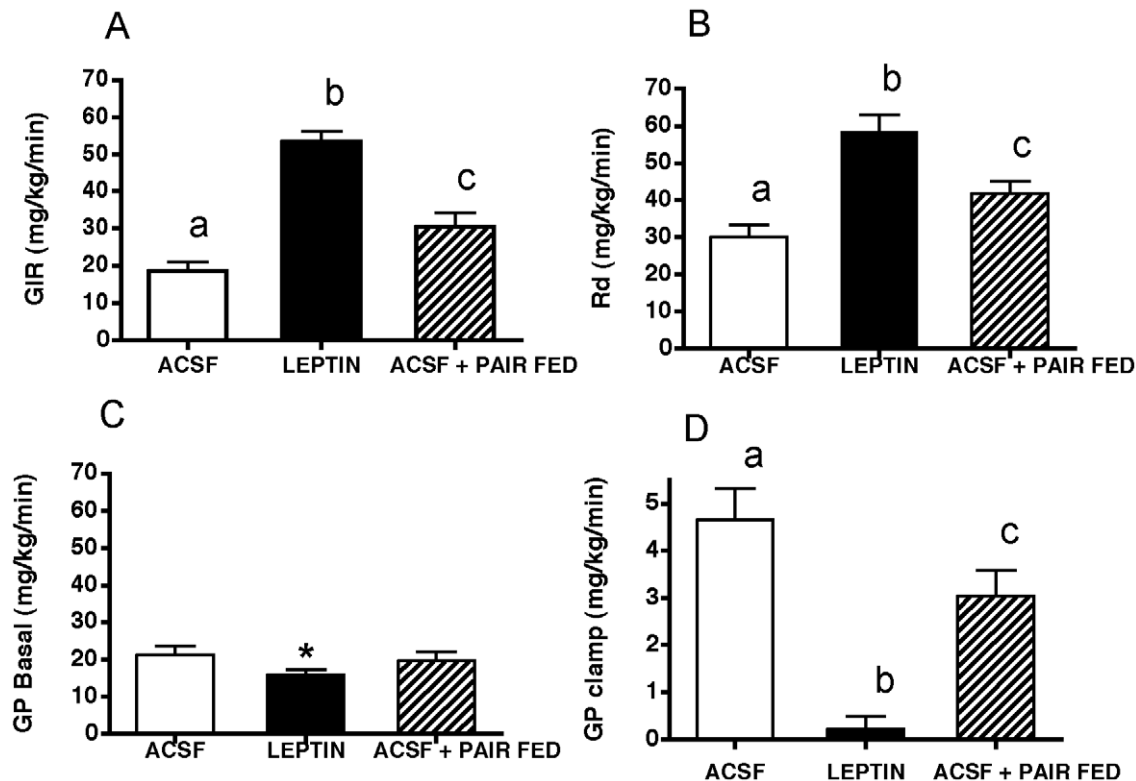 A
GIR (mg/kg/min)
70
60
50
40
30
20
10
0
a
b
c
ACSF LEPTIN ACSF + PAIR FED
B
Rd (mg/kg/min)
70
60
50
40
30
20
10
0
a
b
c
ACSF LEPTIN ACSF + PAIR FED
C
GP Basal (mg/kg/min)
70
60
50
40
30
20
10
0
*
ACSF LEPTIN ACSF + PAIR FED
D
GP clamp (mg/kg/min)
5
4
3
2
1
0
a
b
c
ACSF LEPTIN ACSF + PAIR FED